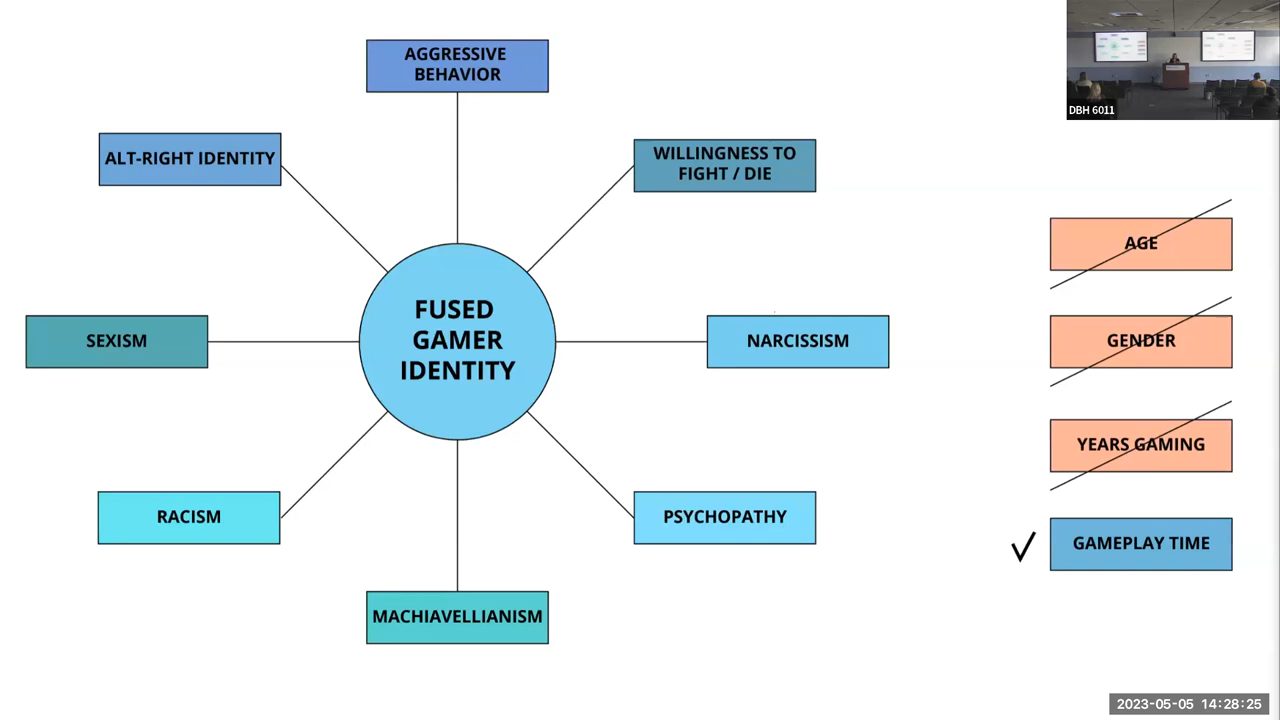 AGGRESSIVE
BEHAVIOR
ALT-RIGHT IDENTITY
WILLINGNESS TO
FIGHT / DIE
FUSED
GAMER
IDENTITY
SEXISM
NARCISSISM
RACISM
PSYCHOPATHY
MACHIAVELLIANISM
AGE
GENDER
YEARS GAMING
GAMEPLAY TIME
DBH 6011
2023-05-05 14:28:25